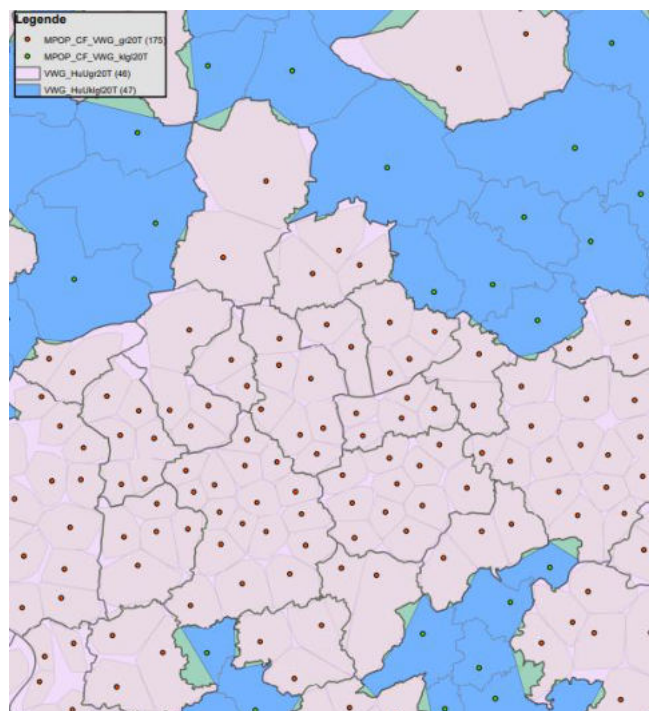 Legende
MPOP_CF_VWG_gr20T (175)
MPOP_CF_VWG_klgl20T
VWG_HuUgr20T (46)
VWG_HuUklgl20T (47)